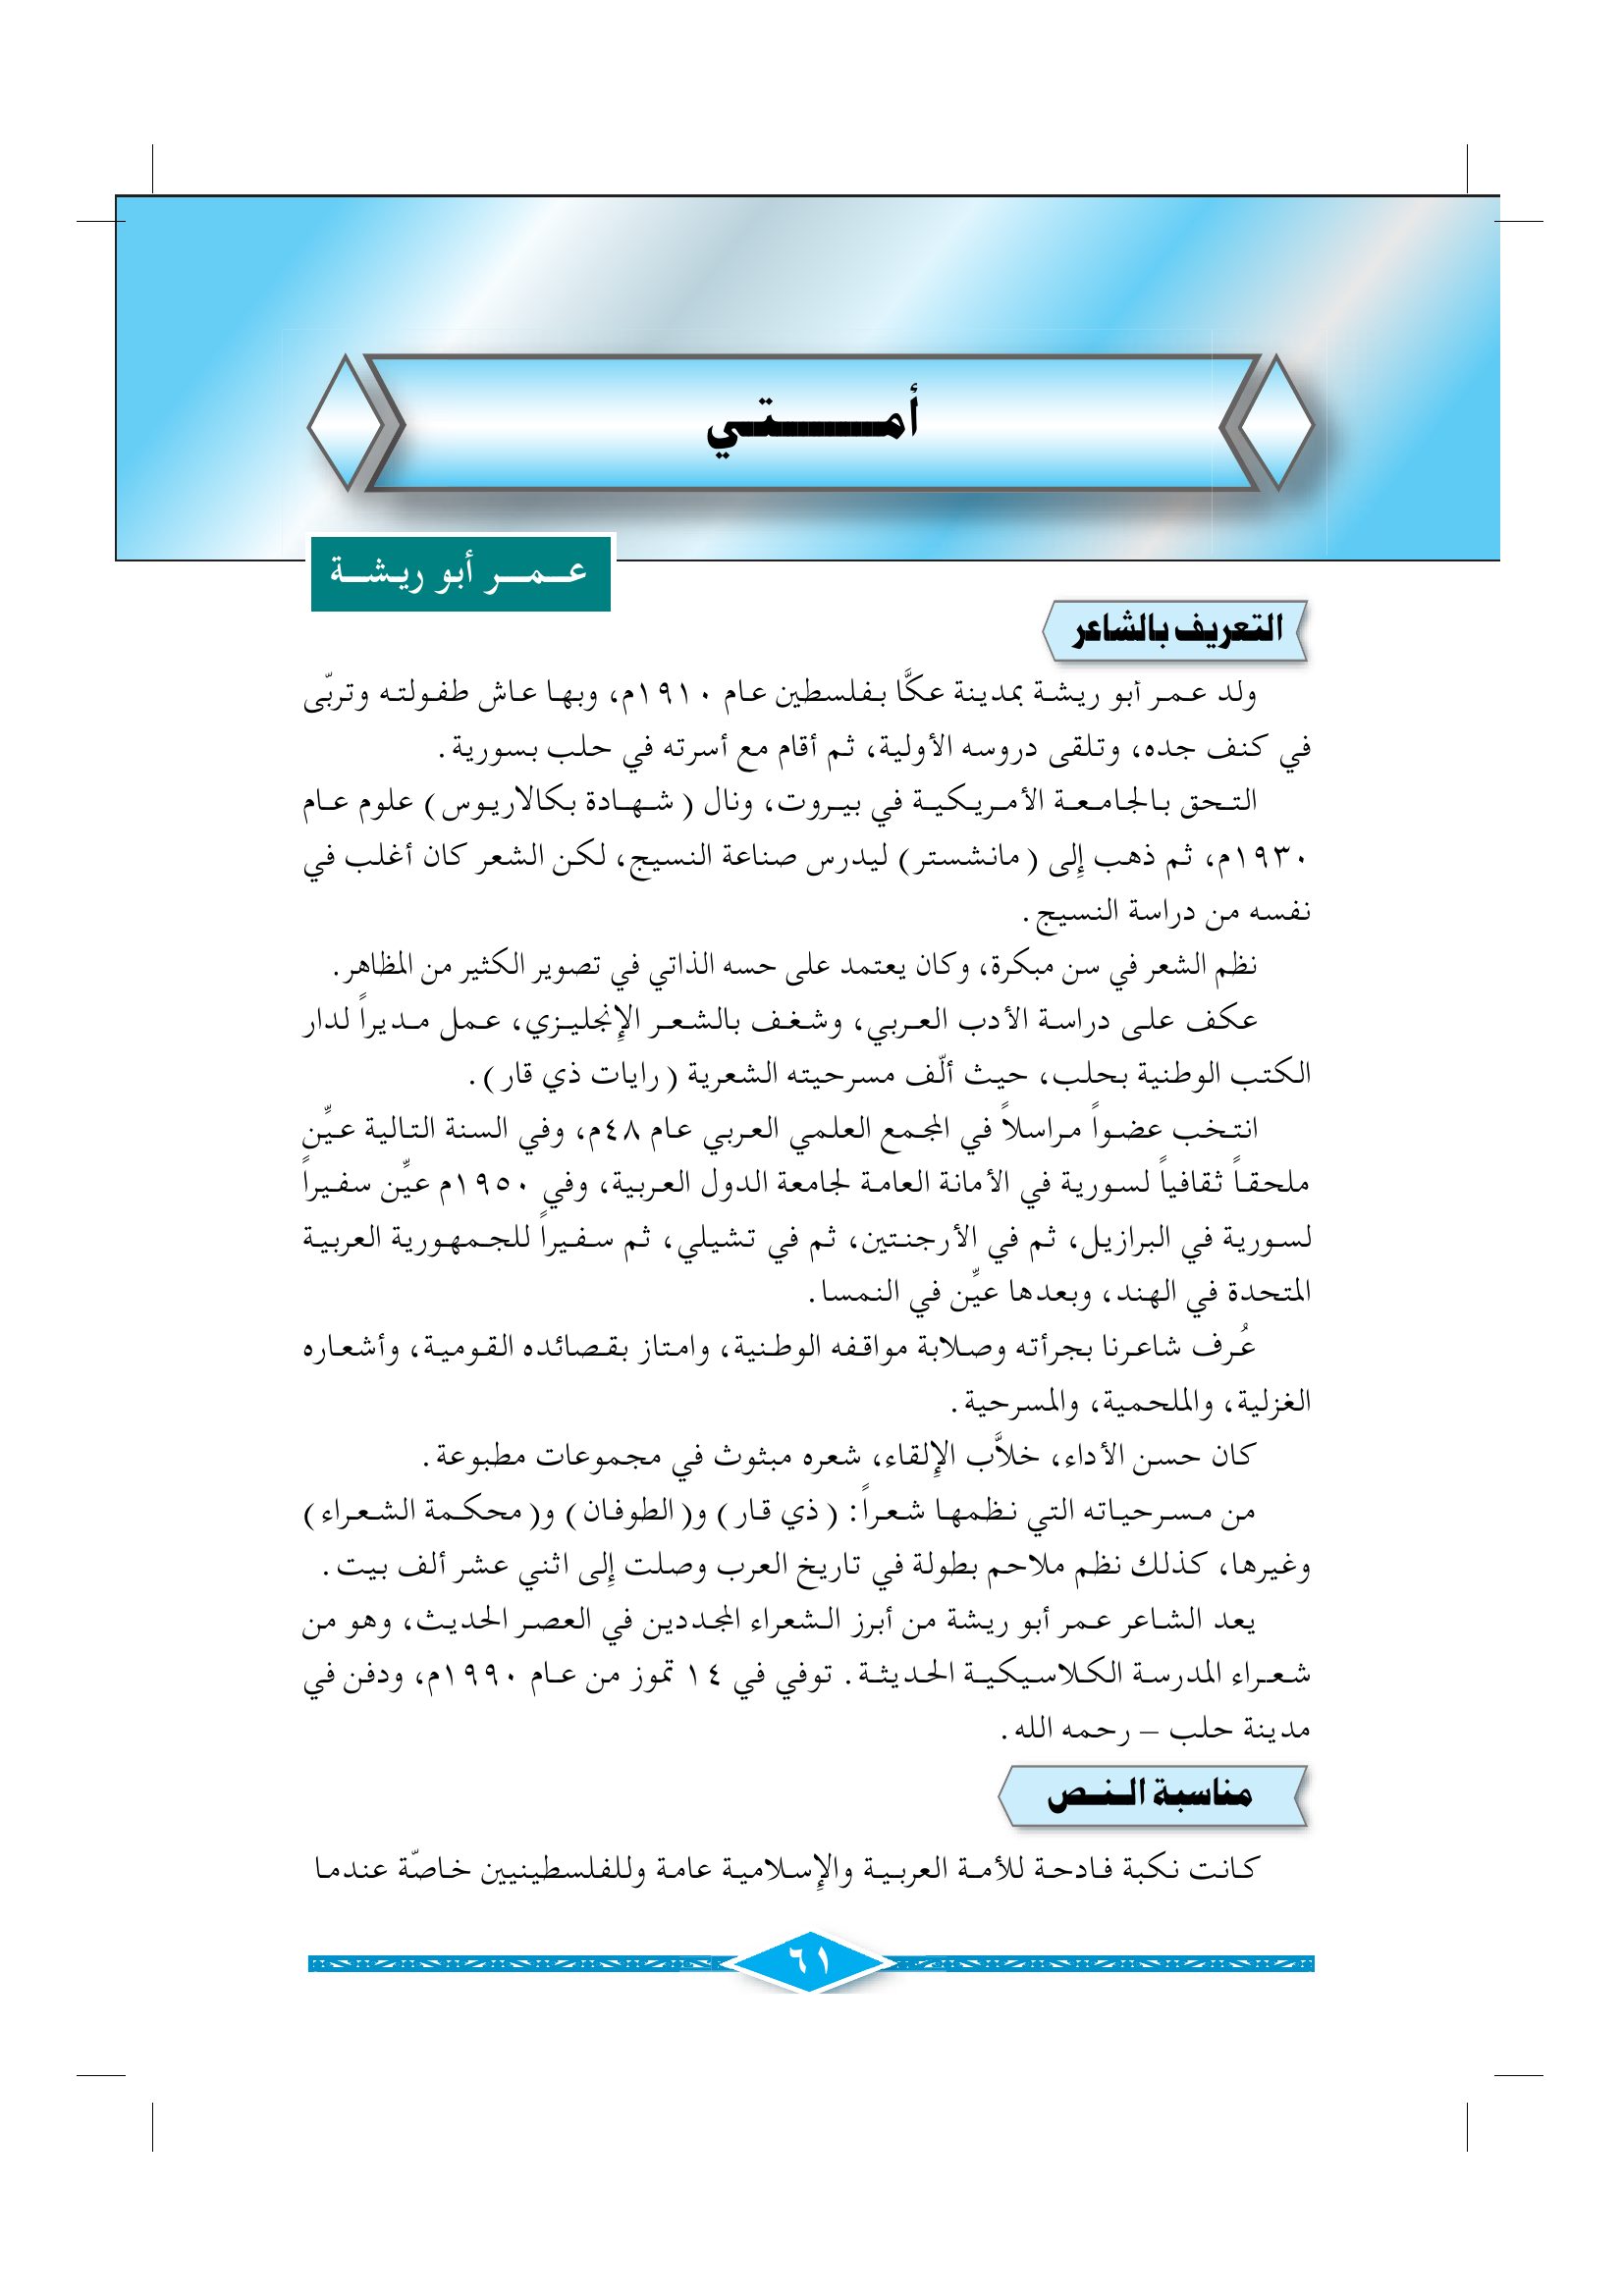 أمتي
عمر أبو ريشة
التعريف بالشاعر
ولد عمر أبو ريشة بمدينة عكَّا بفلسطين عام ١٩١٠م، وبها عاش طفولته وتربّى
في كنف جده، وتلقى دروسه الأولية، ثم أقام مع أسرته في حلب بسورية.
التحق بالجامعة الأمريكية في بيروت، ونال (شهادة بكالاريوس) علوم عام
١٩٣٠م، ثم ذهب إلى (مانشستر) ليدرس صناعة النسيج، لكن الشعر كان أغلب في
نفسه من دراسة النسيج.
نظم الشعر في سن مبكرة، وكان يعتمد على حسه الذاتي في تصوير الكثير من المظاهر.
عكف على دراسة الأدب العربي، وشغف بالشعر الإنجليزي، عمل مديراً لدار
الكتب الوطنية بحلب، حيث ألّف مسرحيته الشعرية (رايات ذي قار).
انتخب عضواً مراسلاً في المجمع العلمي العربي عام ٤٨م، وفي السنة التالية عيِّن
ملحقاً ثقافياً لسورية في الأمانة العامة لجامعة الدول العربية، وفي ١٩٥٠م عيِّن سفيراً
لسورية في البرازيل، ثم في الأرجنتين، ثم في تشيلي، ثم سفيراً للجمهورية العربية
المتحدة في الهند، وبعدها عيِّن في النمسا.
عُرف شاعرنا بجرأته وصلابة مواقفه الوطنية، وامتاز بقصائده القومية، وأشعاره
الغزلية، والملحمية، والمسرحية.
كان حسن الأداء، خلاَّب الإلقاء، شعره مبثوث في مجموعات مطبوعة.
من مسرحياته التي نظمها شعراً: (ذي قار) و(الطوفان) و(محكمة الشعراء)
وغيرها، كذلك نظم ملاحم بطولة في تاريخ العرب وصلت إلى اثني عشر ألف بيت.
يعد الشاعر عمر أبو ريشة من أبرز الشعراء المجددين في العصر الحديث، وهو من
شعراء المدرسة الكلاسيكية الحديثة. توفي في ١٤ تموز من عام ١٩٩٠م، ودفن في
مدينة حلب – رحمه الله.
مناسبة النص
كانت نكبة فادحة للأمة العربية والإسلامية عامة وللفلسطينيين خاصّة عندما
٦١